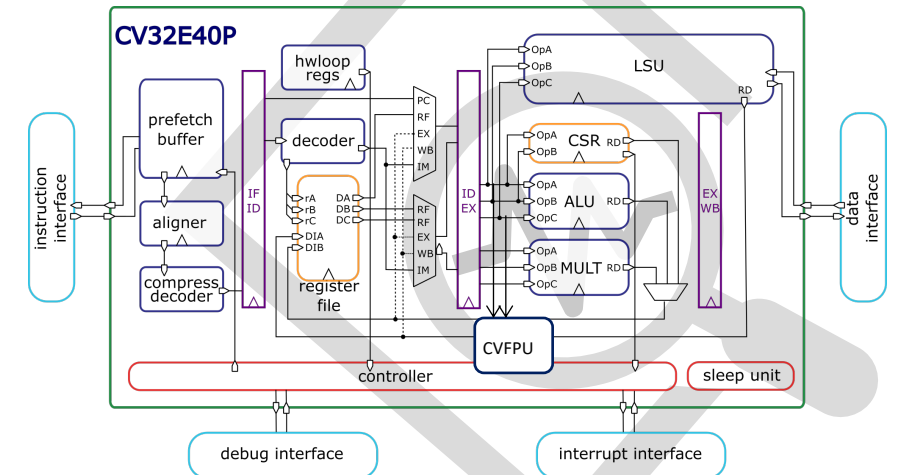 CV32E40P
hwloop
regs
LSU
OpA
OpB
OpC
RD
prefetch
buffer
PC
RF
EX
WB
IM
decoder
CSR
OpA
OpB
RD
instruction
interface
IF
ID
rA
rB
rC
DIA
DIB
DA
DB
DC
register
file
RF
RF
EX
WB
IM
ID
EX
ALU
OpA
OpB
OpC
RD
EX
WB
data
interface
aligner
MULT
OpA
OpB
OpC
RD
compress
decoder
CVFPU
controller
sleep unit
debug interface
interrupt interface